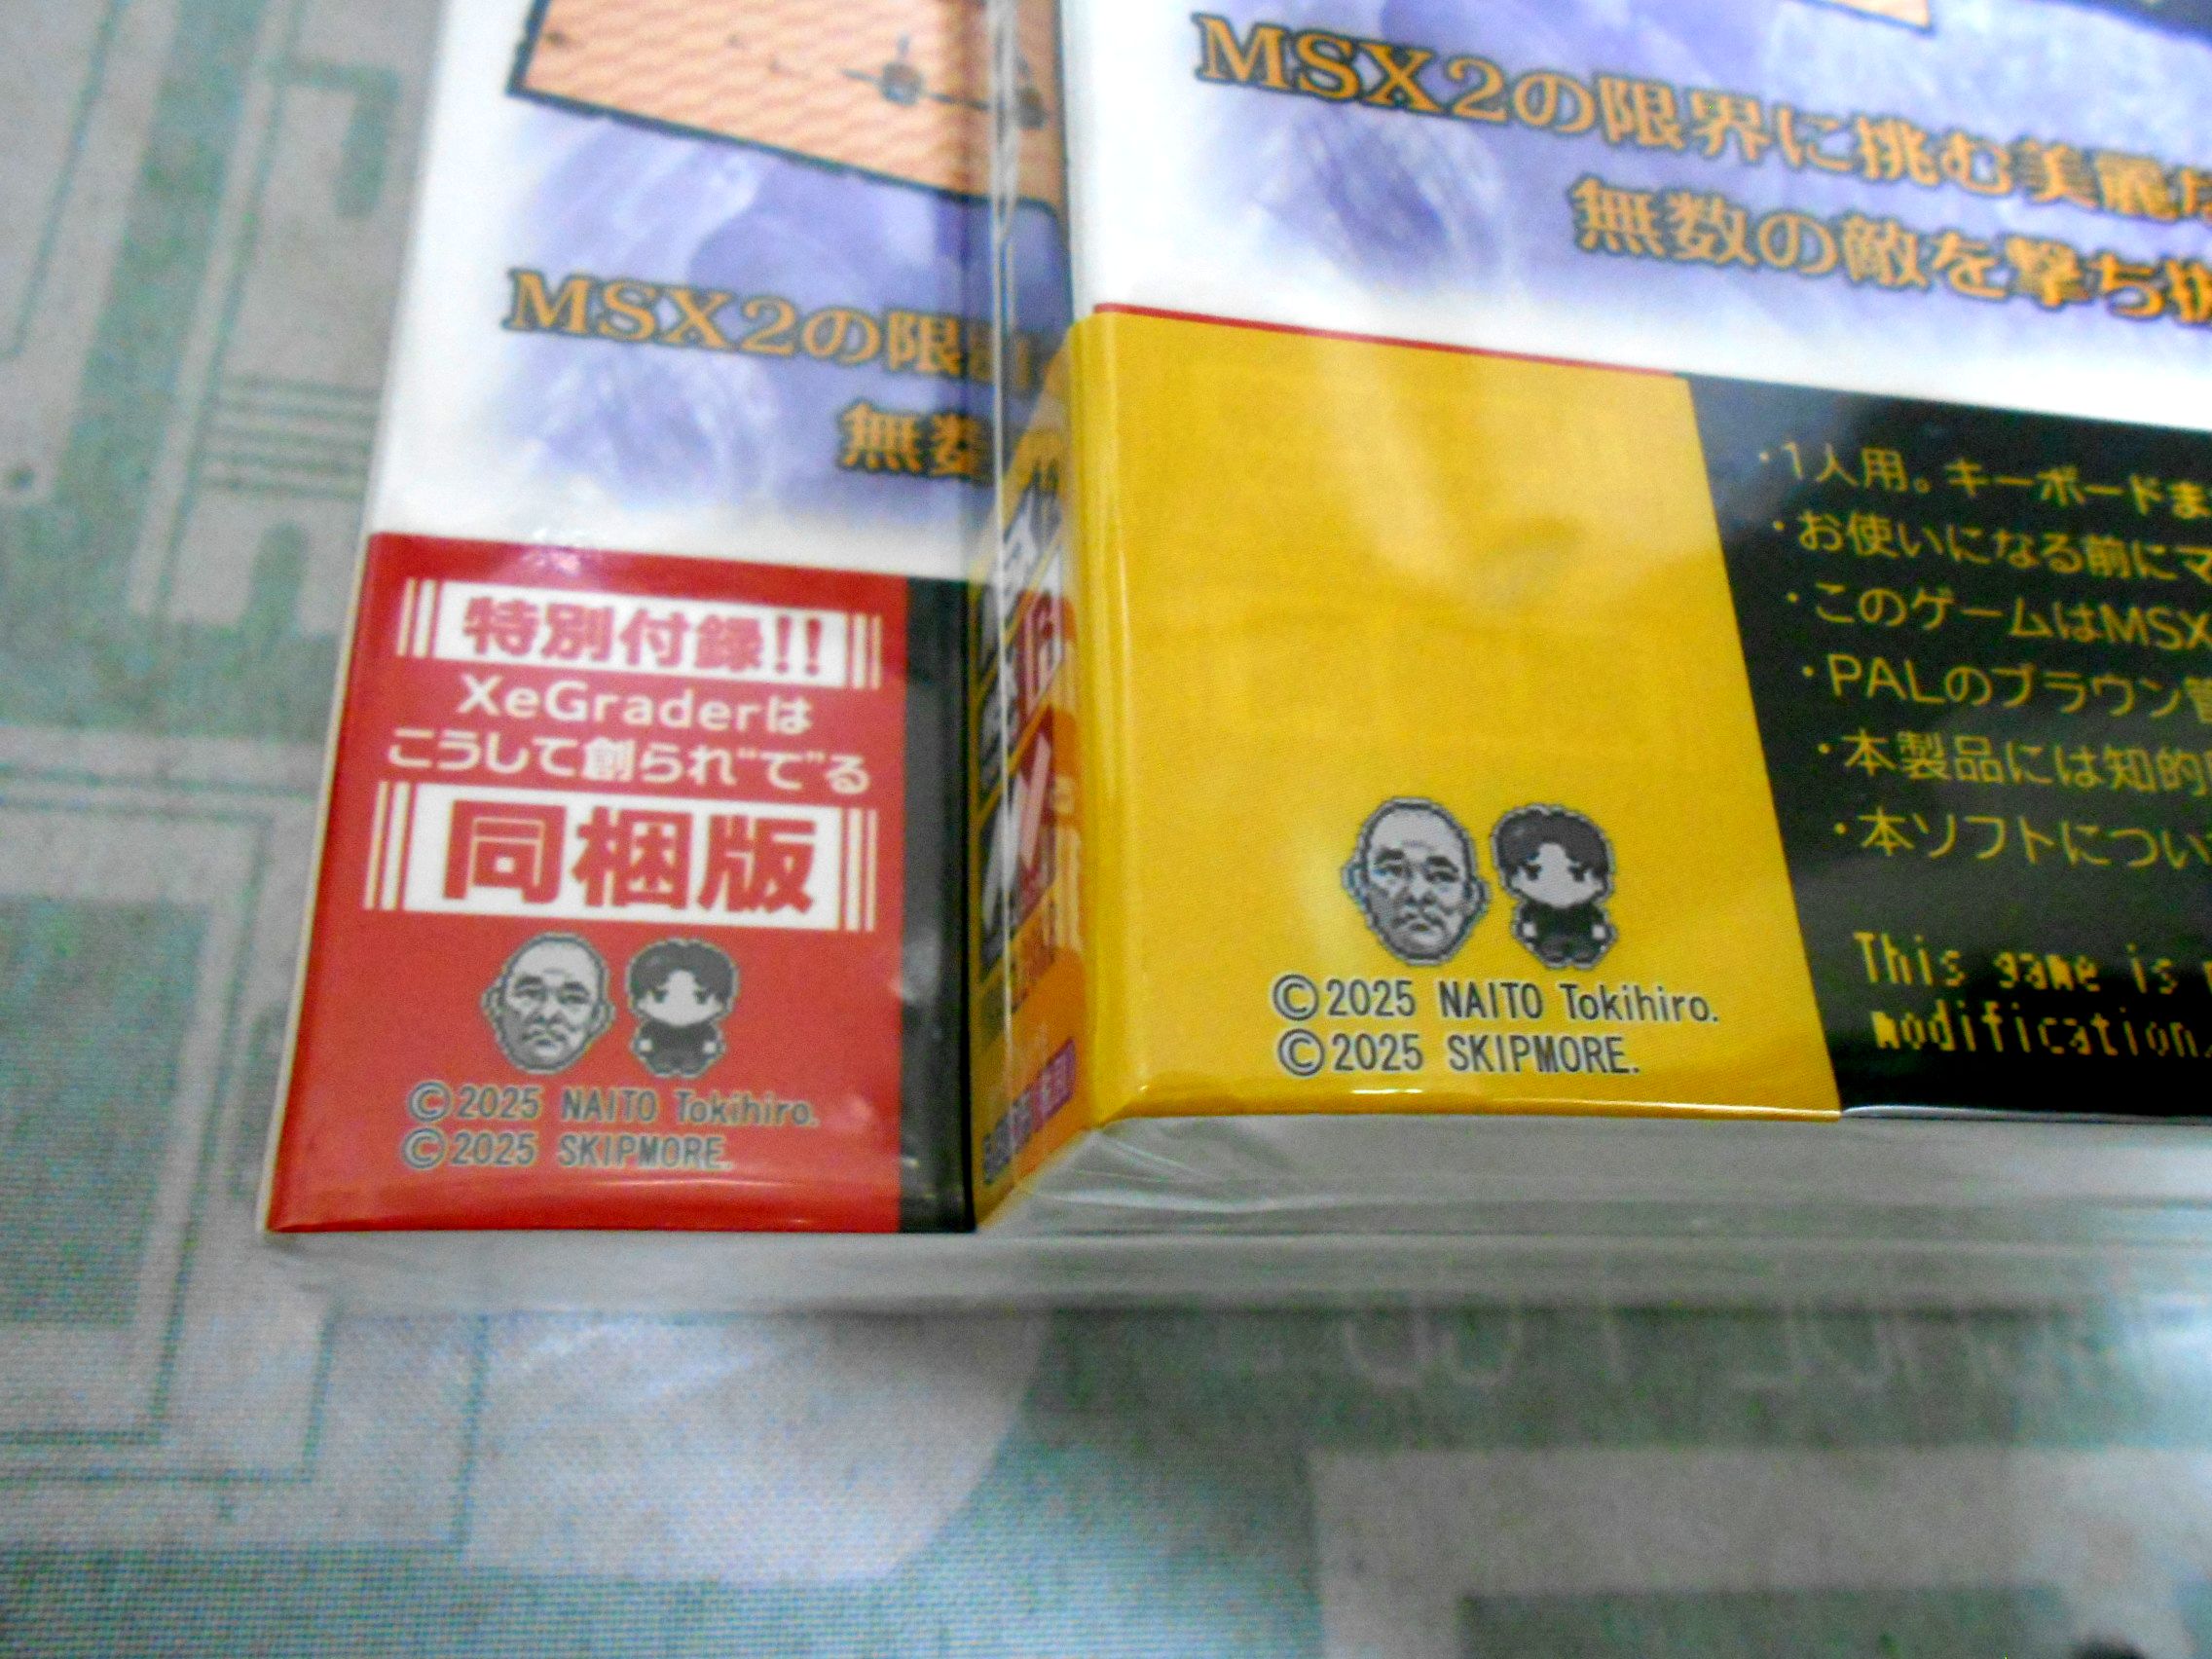 MSX2の限界に挑む美麗
無数の敵を撃ち
・1人用。キーボードま
・お使いになる前にマ
・このゲームはMSX
・PALのブラウン管
・本製品には知的
・本ソフトについ
This game is
modification
©2025 NAITO Tokihiro.
©2025 SKIPMORE.
MSX2の限
無数
特別付録!!
XeGraderは
こうして創られ“て”る
同梱版
©2025 NAITO Tokihiro.
©2025 SKIPMORE.